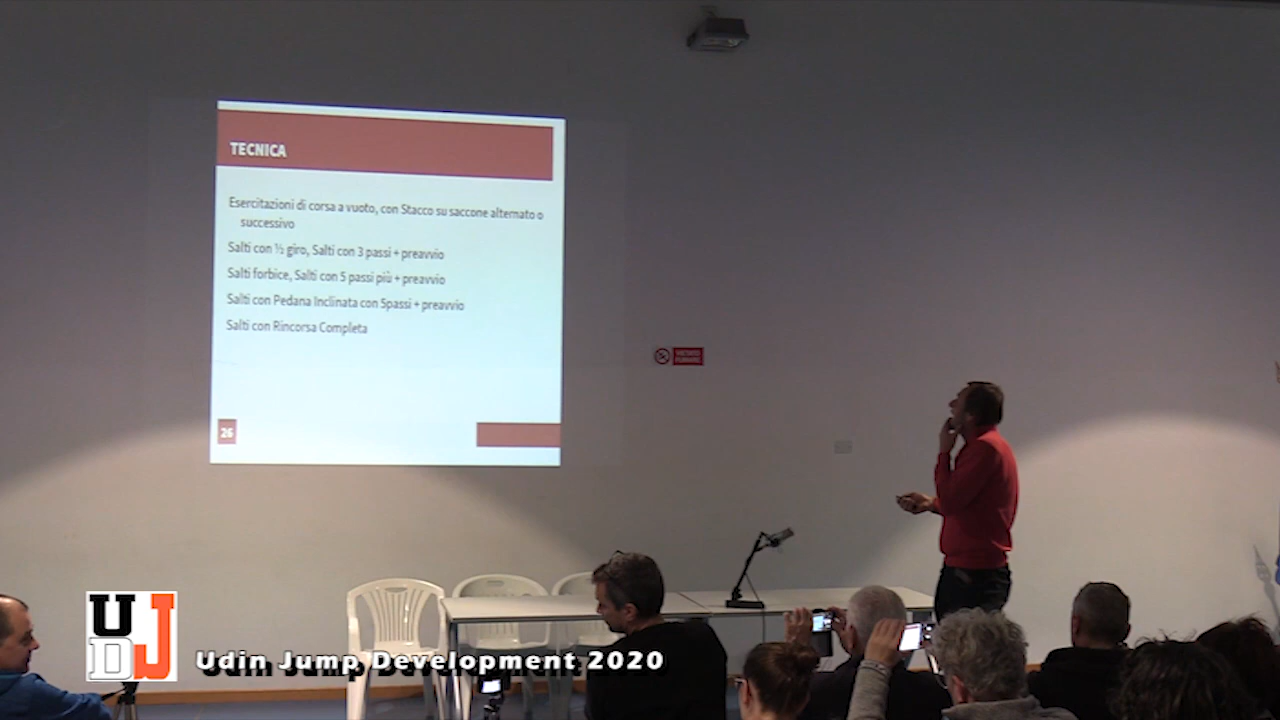 TECNICA
Esercitazioni di corsa a vuoto, con Stacco su saccone alternato o
successivo
Salti con ½ giro, Salti con 3 passi + preavvio
Salti forbice, Salti con 5 passi più + preavvio
Salti con Pedana Inclinata con 5passi + preavvio
Salti con Rincorsa Completa
26
VIETATO
FUMARE
UDJ
Udin Jump Development 2020